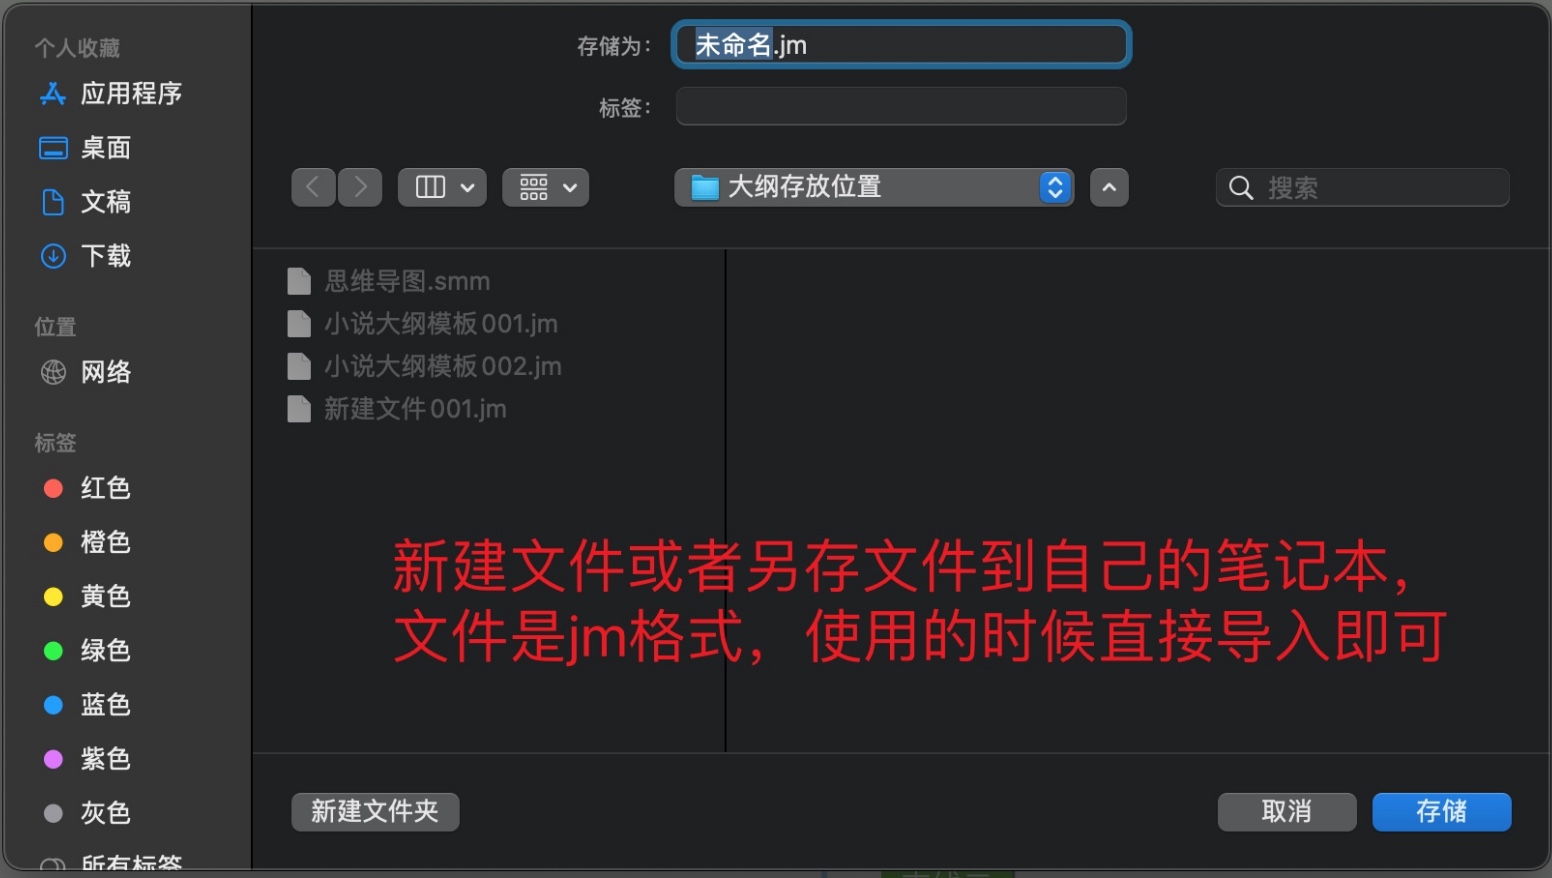 个人收藏
应用程序
桌面
文稿
下载
位置
网络
标签
红色
橙色
黄色
绿色
蓝色
紫色
灰色
所有标签
存储为：
未命名.jm
标签：
大纲存放位置
搜索
思维导图.smm
小说大纲模板001.jm
小说大纲模板002.jm
新建文件001.jm
新建文件或者另存文件到自己的笔记本，
文件是jm格式，使用的时候直接导入即可
新建文件夹
取消
存储